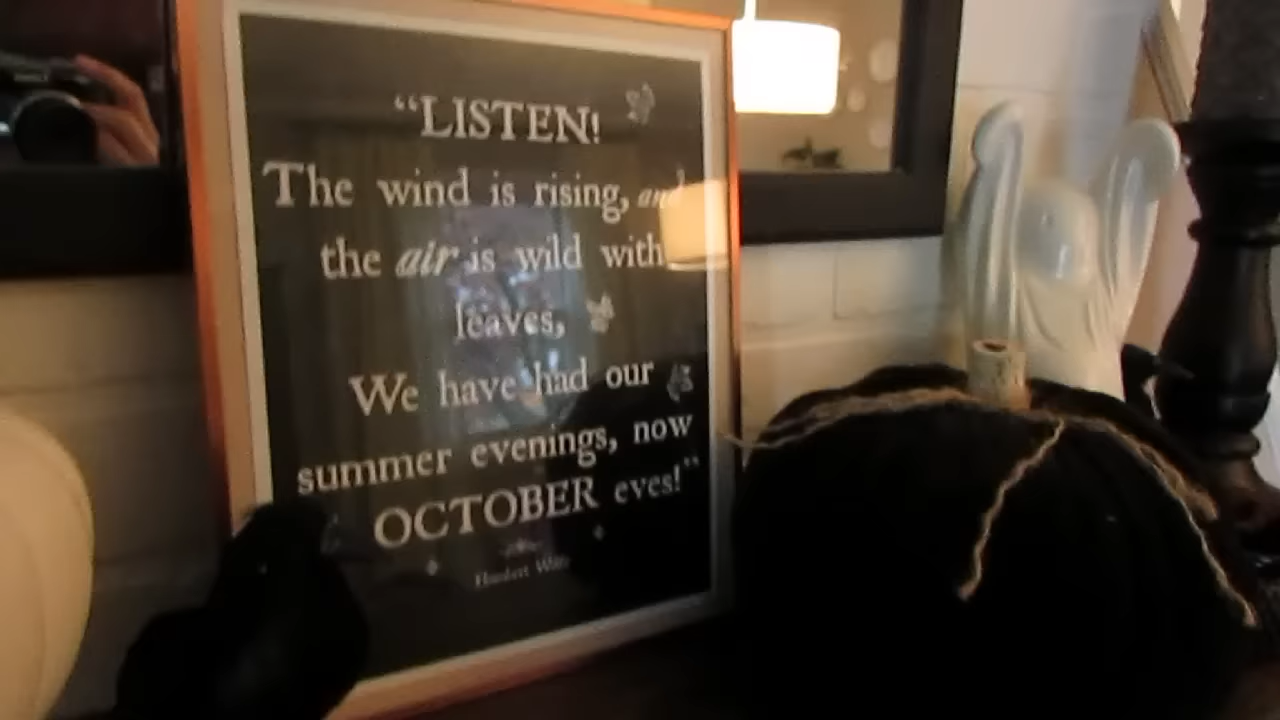 “LISTEN!
The wind is rising, and
the air is wild with
leaves,
We have had our
summer evenings, now
OCTOBER eves!”